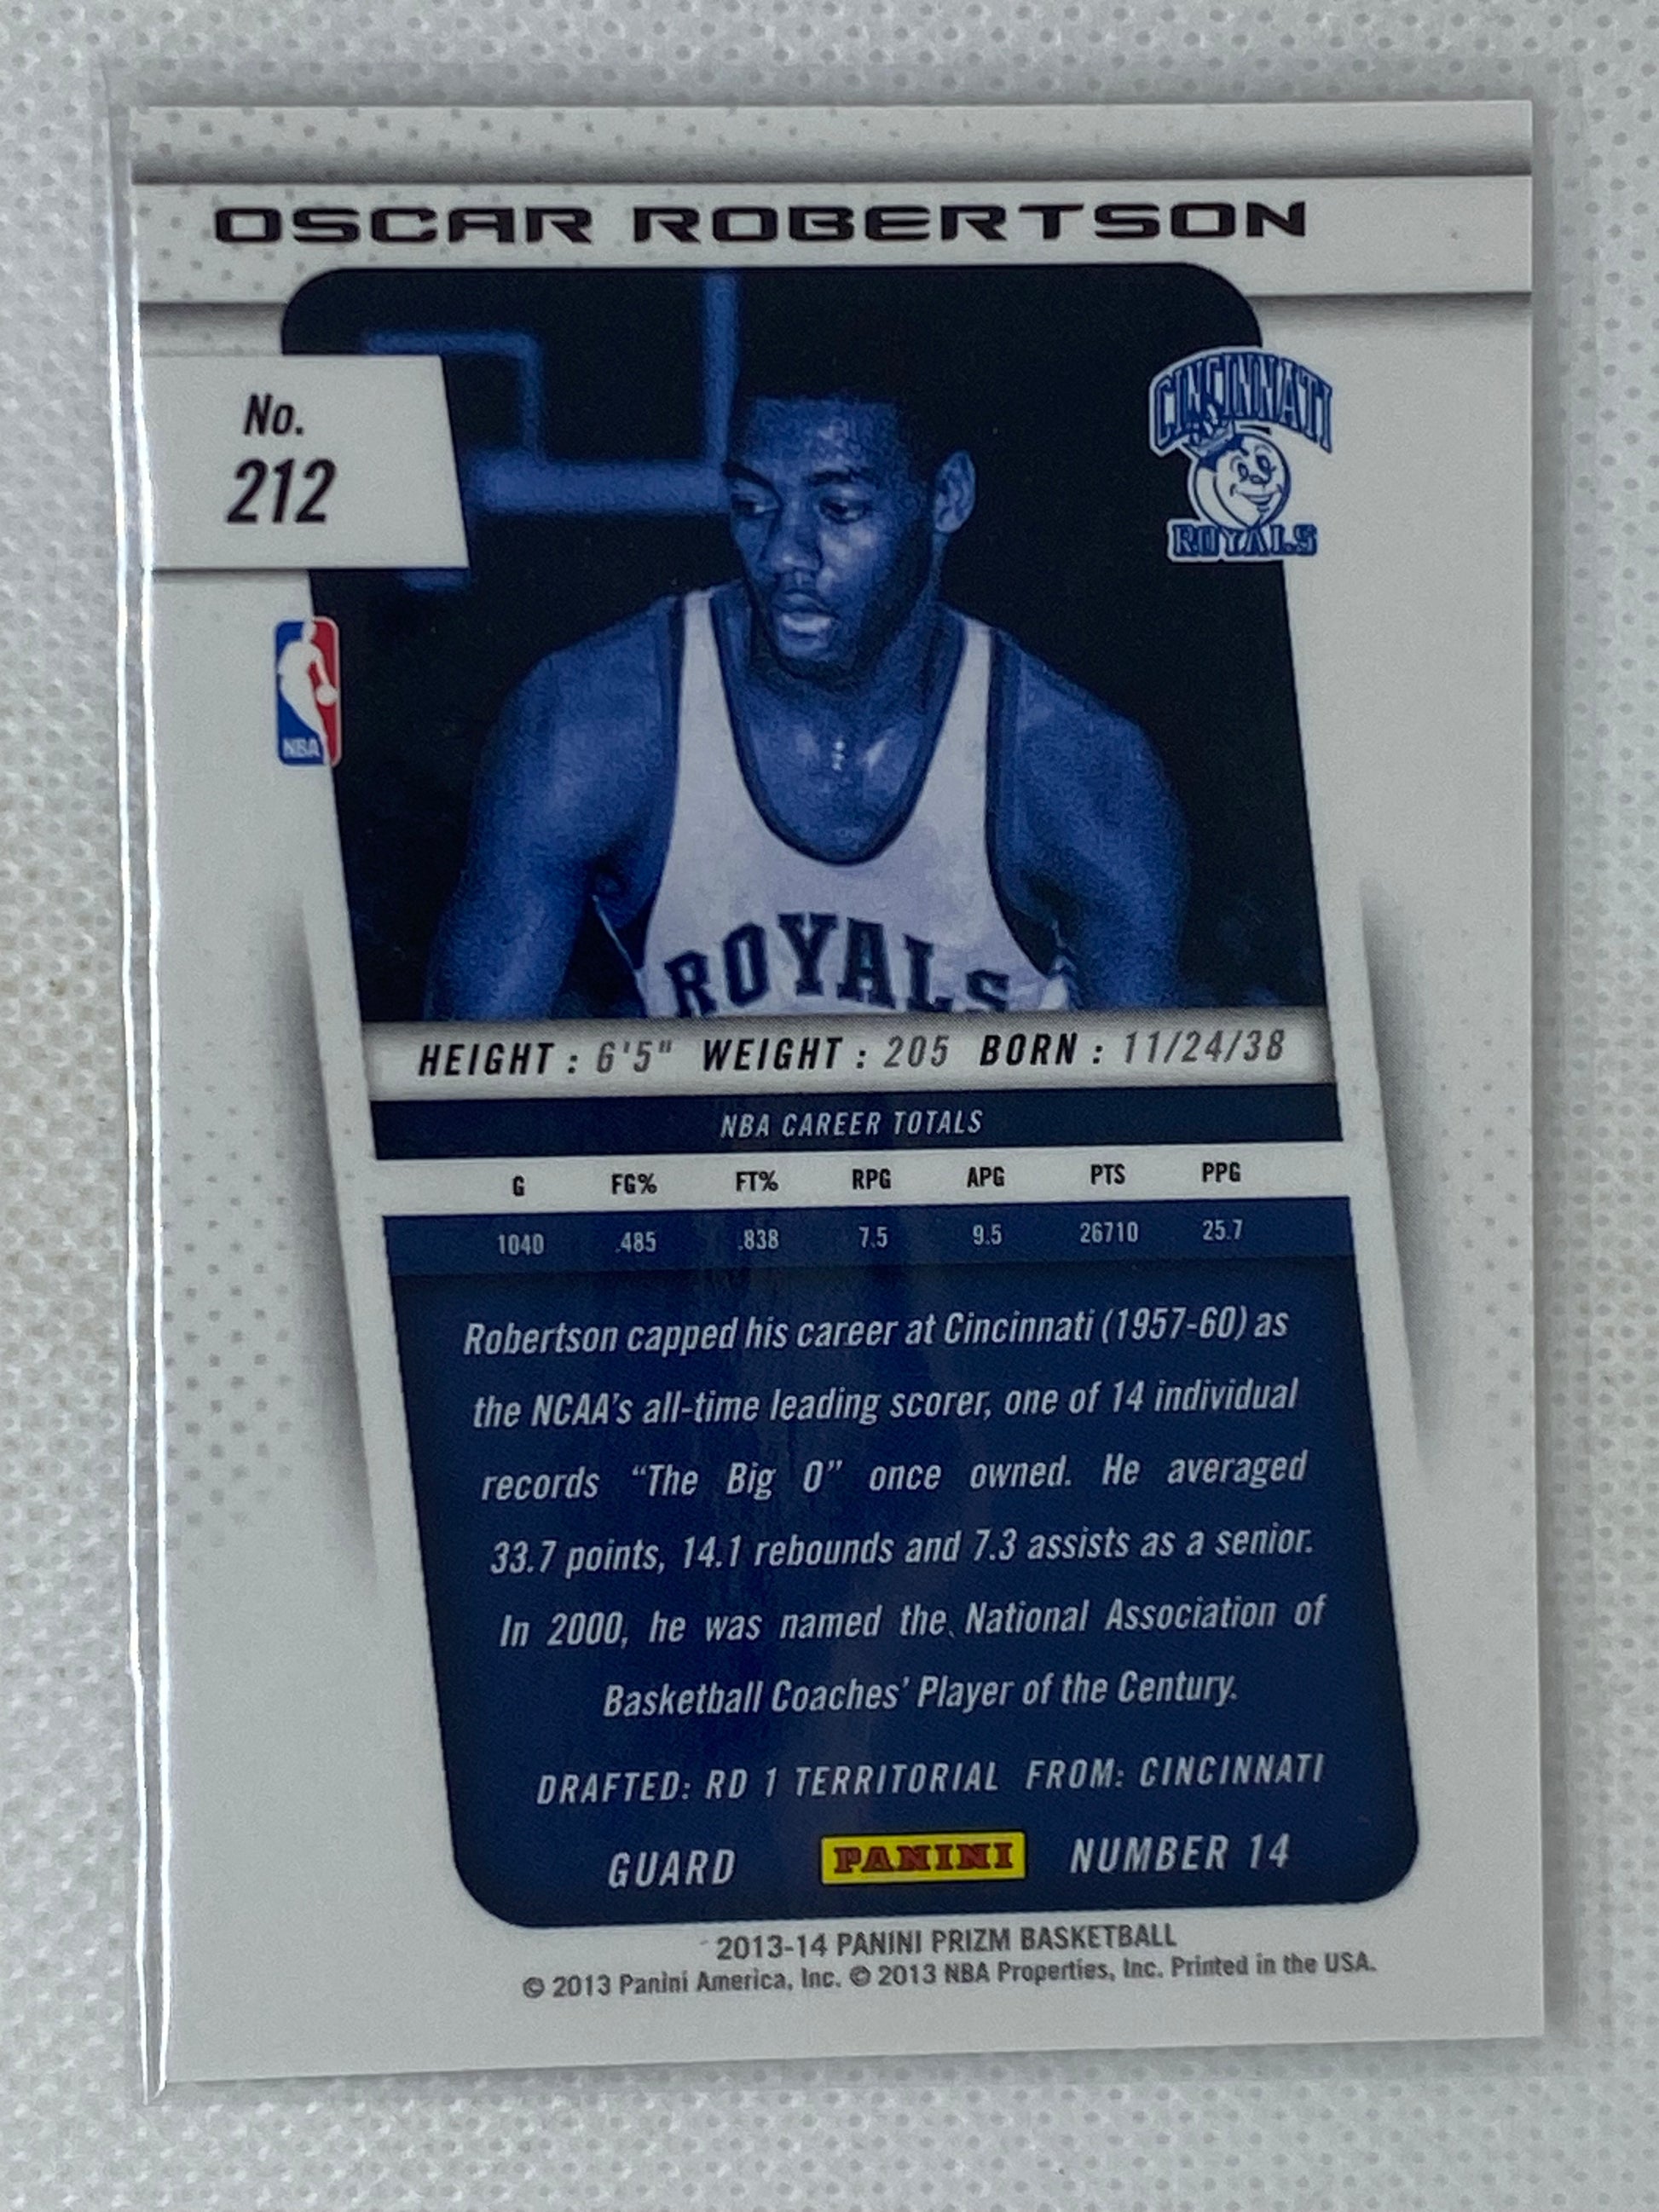 OSCAR ROBERTSON
No.
212
CINCINNATI
ROYALS
NBA
ROYALS
HEIGHT : 6'5" WEIGHT : 205 BORN : 11/24/38
NBA CAREER TOTALS
G FG% FT% RPG APG PTS PPG
1040 .485 .838 7.5 9.5 26710 25.7
Robertson capped his career at Cincinnati (1957-60) as
the NCAA's all-time leading scorer, one of 14 individual
records “The Big O” once owned. He averaged
33.7 points, 14.1 rebounds and 7.3 assists as a senior.
In 2000, he was named the National Association of
Basketball Coaches’ Player of the Century.
DRAFTED: RD 1 TERRITORIAL FROM: CINCINNATI
GUARD PANINI NUMBER 14
2013-14 PANINI PRIZM BASKETBALL
© 2013 Panini America, Inc. © 2013 NBA Properties, Inc. Printed in the USA.